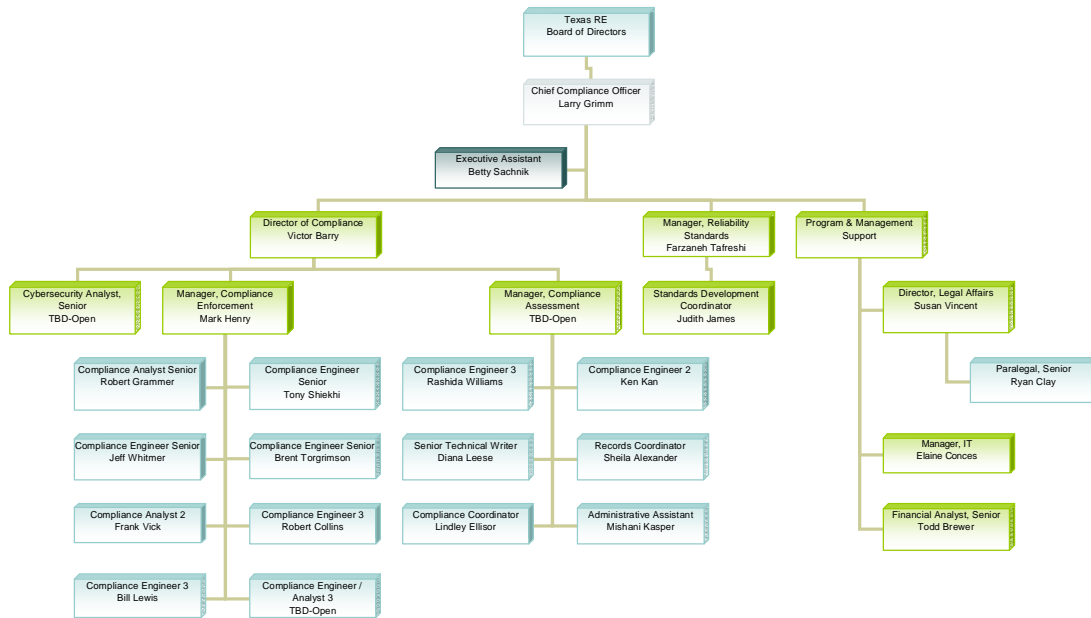 Texas RE
Board of Directors
Chief Compliance Officer
Larry Grimm
Executive Assistant
Betty Sachnik
Director of Compliance
Victor Barry
Manager, Reliability
Standards
Farzaneh Tafreshi
Program & Management
Support
Cybersecurity Analyst,
Senior
TBD-Open
Manager, Compliance
Enforcement
Mark Henry
Manager, Compliance
Assessment
TBD-Open
Standards Development
Coordinator
Judith James
Director, Legal Affairs
Susan Vincent
Compliance Analyst Senior
Robert Grammer
Compliance Engineer
Senior
Tony Shiekhi
Compliance Engineer 3
Rashida Williams
Compliance Engineer 2
Ken Kan
Paralegal, Senior
Ryan Clay
Compliance Engineer Senior
Jeff Whitmer
Compliance Engineer Senior
Brent Torgrimson
Senior Technical Writer
Diana Leese
Records Coordinator
Sheila Alexander
Manager, IT
Elaine Conces
Compliance Analyst 2
Frank Vick
Compliance Engineer 3
Robert Collins
Compliance Coordinator
Lindley Ellisor
Administrative Assistant
Mishani Kasper
Financial Analyst, Senior
Todd Brewer
Compliance Engineer 3
Bill Lewis
Compliance Engineer /
Analyst 3
TBD-Open